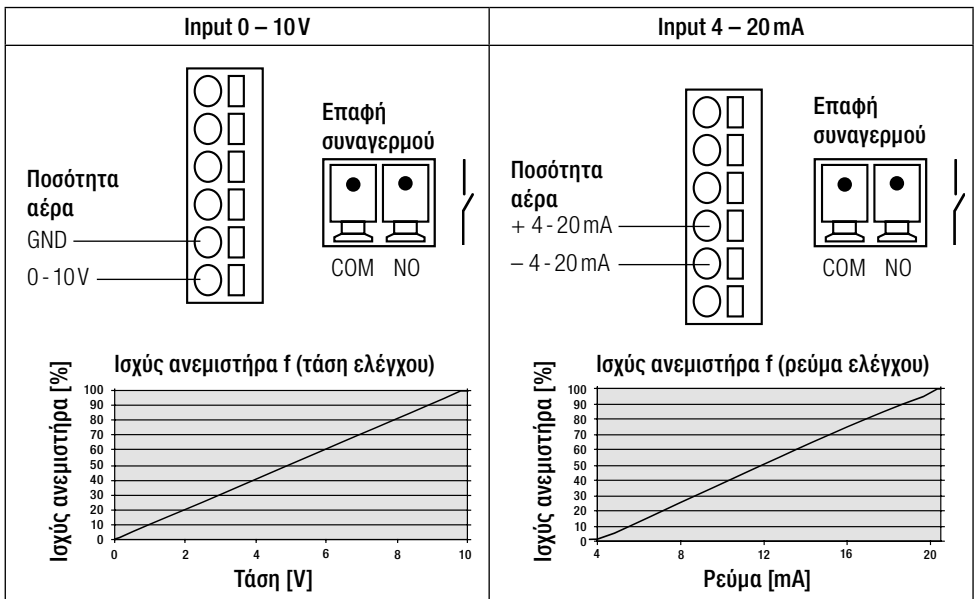 Input 0 – 10 V
Input 4 – 20 mA
Επαφή
συναγερμού
Ποσότητα
αέρα
GND
0 - 10 V
COM NO
Επαφή
συναγερμού
Ποσότητα
αέρα
+ 4 - 20 mA
– 4 - 20 mA
COM NO
Ισχύς ανεμιστήρα f (τάση ελέγχου)
Ισχύς ανεμιστήρα [%]
100
90
80
70
60
50
40
30
20
10
0
0 2 4 6 8 10
Τάση [V]
Ισχύς ανεμιστήρα f (ρεύμα ελέγχου)
Ισχύς ανεμιστήρα [%]
100
90
80
70
60
50
40
30
20
10
0
4 8 12 16 20
Ρεύμα [mA]